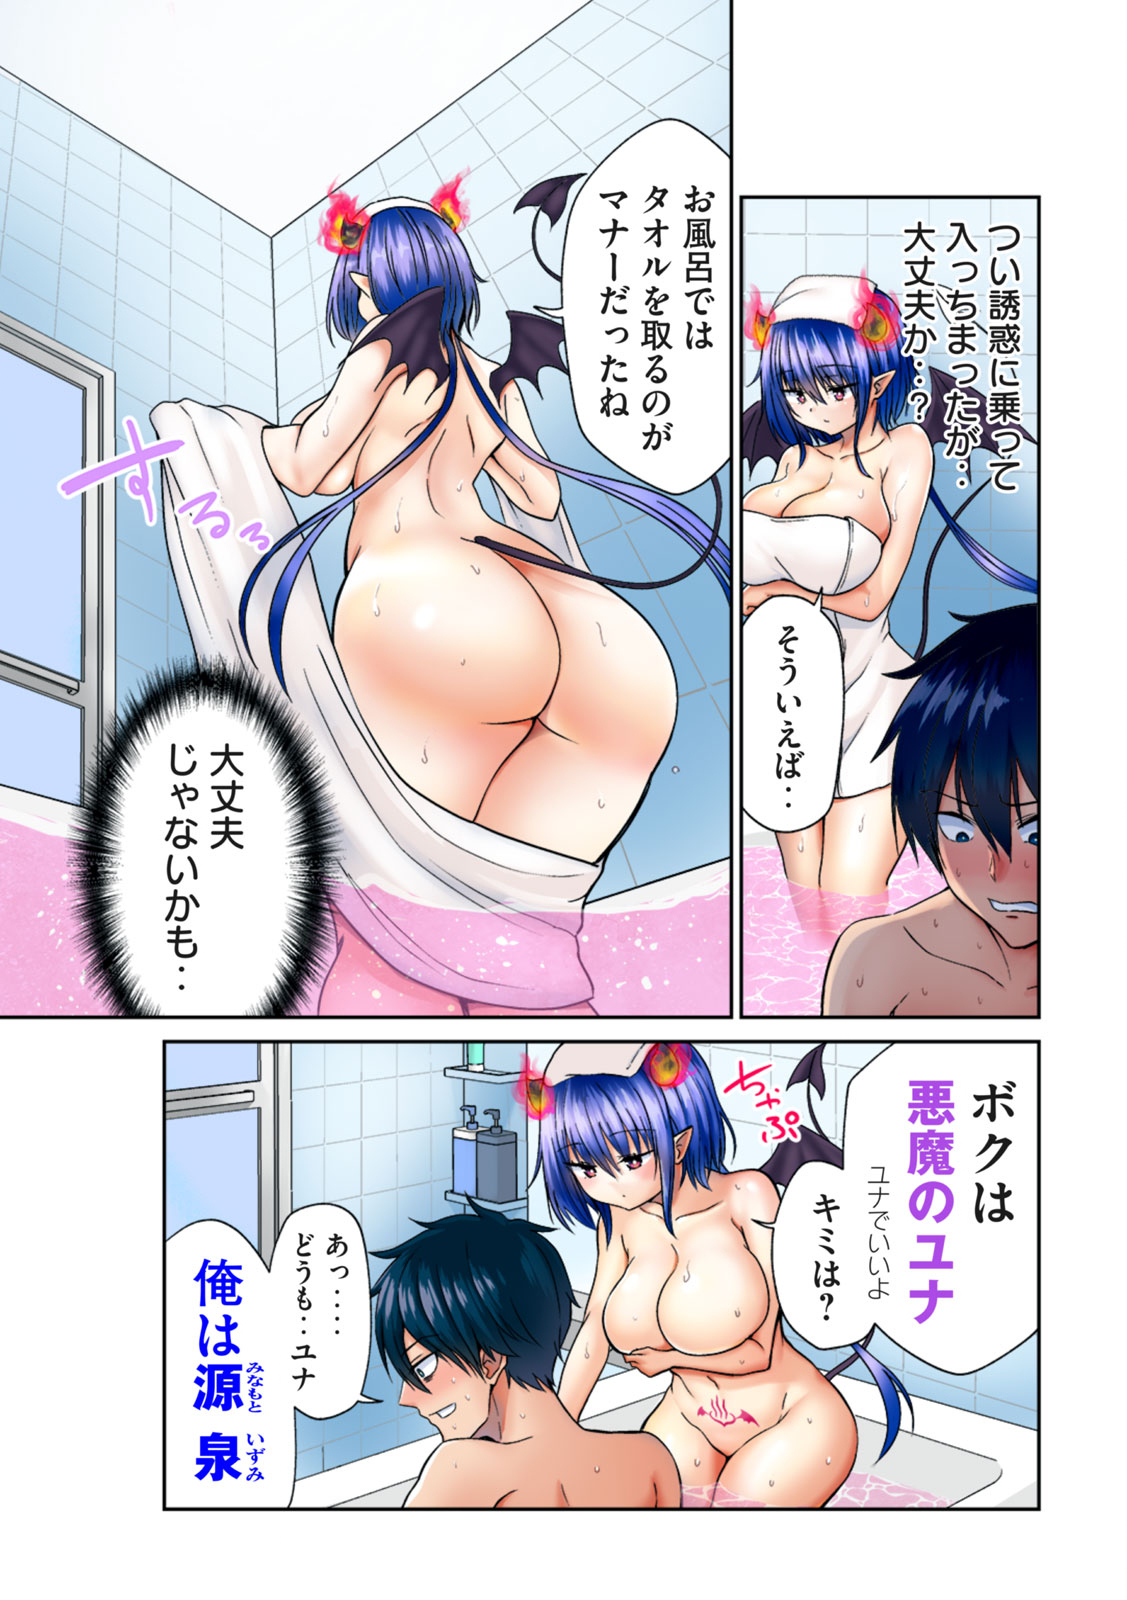 つい誘惑に乗って
入っちまったが‥
大丈夫か‥？
そういえば‥
お風呂では
タオルを取るのが
マナーだったね
するる
大丈夫
じゃないかも‥
ボクは
悪魔のユナ
ユナでいいよ
キミは？
ちゃぷ
あっ‥‥
どうも‥ユナ
俺は源 泉
みなもと いずみ